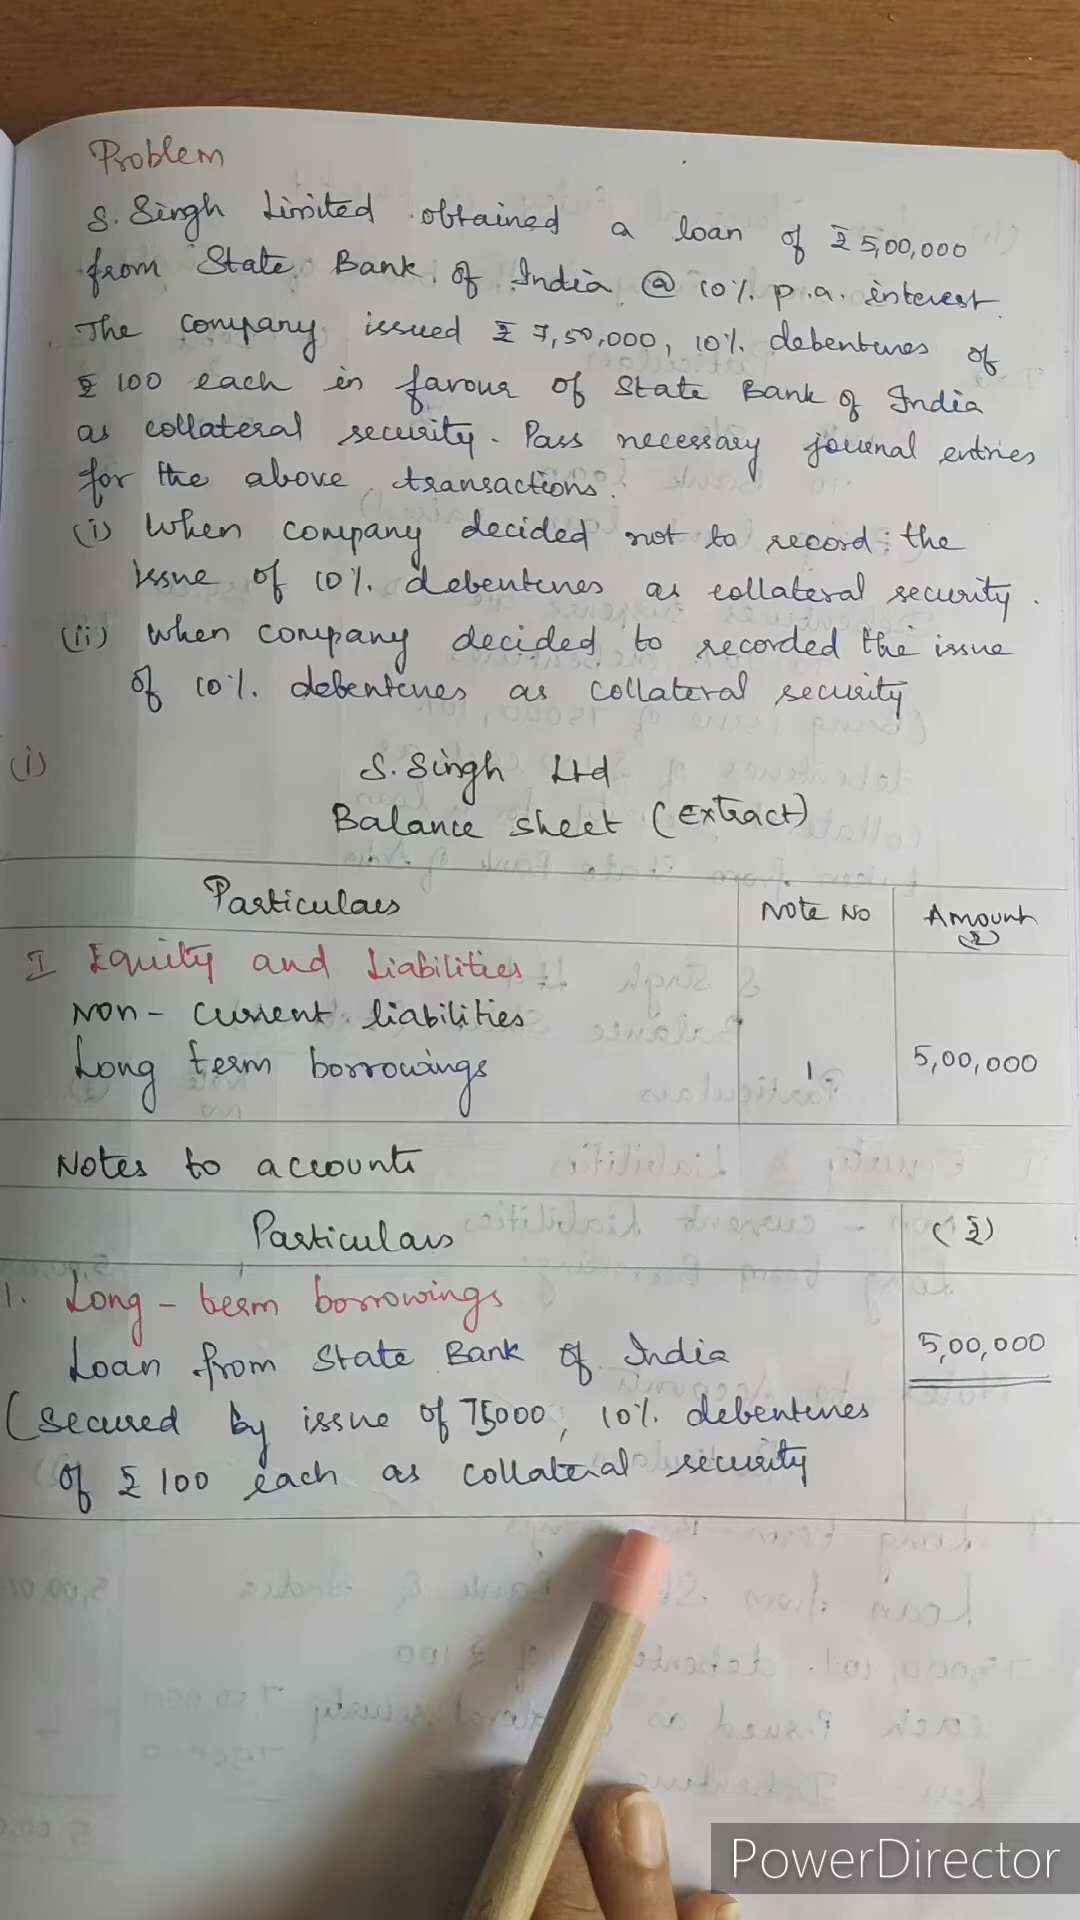 Problem
S. Singh Limited obtained a loan of ₹ 5,00,000
from State Bank of India @ 10% p.a. interest.
The company issued ₹ 7,50,000, 10% debentures of
₹ 100 each in favour of State Bank of India
as collateral security. Pass necessary journal entries
for the above transactions.
(i) When company decided not to record the
issue of 10% debentures as collateral security.
(ii) When company decided to recorded the issue
of 10% debentures as collateral security
(i) S. Singh Ltd
Balance sheet (Extract)
Particulars Note No Amount (₹)
I Equity and Liabilities
Non-current liabilities
Long term borrowings 1. 5,00,000
Notes to accounts
Particulars (₹)
1. Long-term borrowings
Loan from State Bank of India 5,00,000
(secured by issue of 75000, 10% debentures
of ₹ 100 each as collateral security
PowerDirector